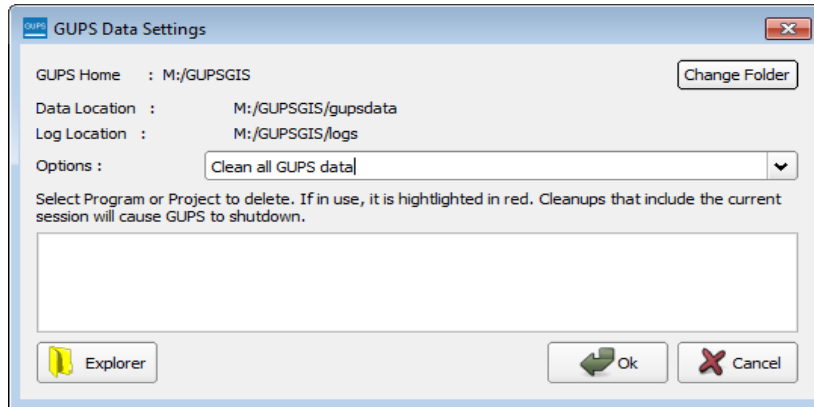 GUPS GUPS Data Settings
GUPS Home : M:/GUPSGIS Change Folder
Data Location : M:/GUPSGIS/gupsdata
Log Location : M:/GUPSGIS/logs
Options : Clean all GUPS data
Select Program or Project to delete. If in use, it is hightlighted in red. Cleanups that include the current
session will cause GUPS to shutdown.
Explorer Ok Cancel